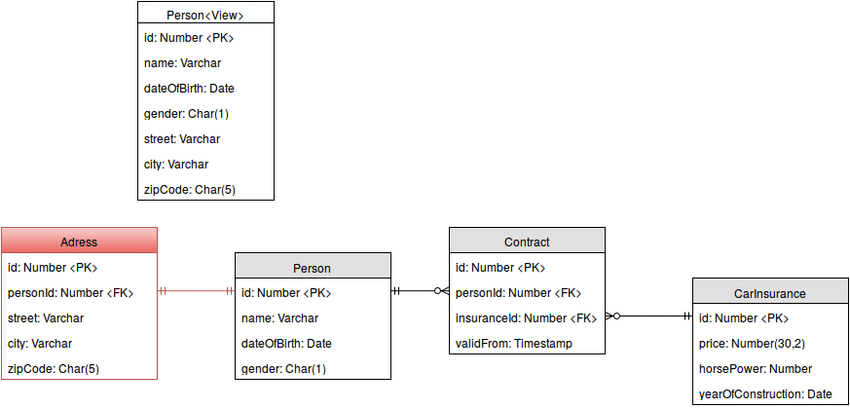 Person<View>
id: Number <PK>
name: Varchar
dateOfBirth: Date
gender: Char(1)
street: Varchar
city: Varchar
zipCode: Char(5)
Adress
id: Number <PK>
personId: Number <FK>
street: Varchar
city: Varchar
zipCode: Char(5)
Person
id: Number <PK>
name: Varchar
dateOfBirth: Date
gender: Char(1)
Contract
id: Number <PK>
personId: Number <FK>
insuranceId: Number <FK>
validFrom: Timestamp
CarInsurance
id: Number <PK>
price: Number(30,2)
horsePower: Number
yearOfConstruction: Date